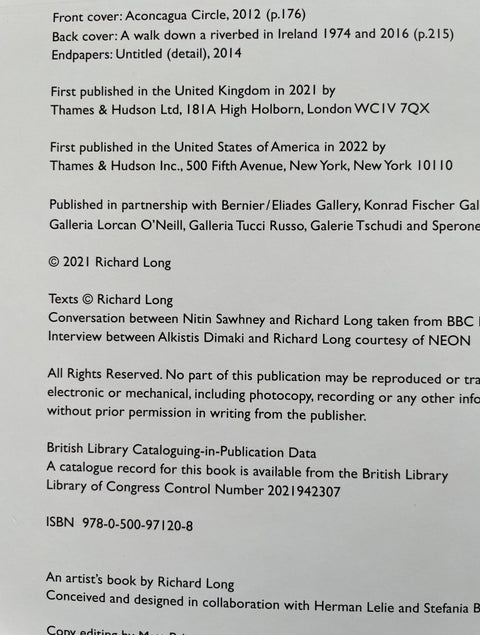 Front cover: Aconcagua Circle, 2012 (p.176)
Back cover: A walk down a riverbed in Ireland 1974 and 2016 (p.215)
Endpapers: Untitled (detail), 2014
First published in the United Kingdom in 2021 by
Thames & Hudson Ltd, 181A High Holborn, London WC1V 7QX
First published in the United States of America in 2022 by
Thames & Hudson Inc., 500 Fifth Avenue, New York, New York 10110
Published in partnership with Bernier/Eliades Gallery, Konrad Fischer Gal
Galleria Lorcan O'Neill, Galleria Tucci Russo, Galerie Tschudi and Sperone
© 2021 Richard Long
Texts © Richard Long
Conversation between Nitin Sawhney and Richard Long taken from BBC
Interview between Alkistis Dimaki and Richard Long courtesy of NEON
All Rights Reserved. No part of this publication may be reproduced or tra
electronic or mechanical, including photocopy, recording or any other info
without prior permission in writing from the publisher.
British Library Cataloguing-in-Publication Data
A catalogue record for this book is available from the British Library
Library of Congress Control Number 2021942307
ISBN 978-0-500-97120-8
An artist's book by Richard Long
Conceived and designed in collaboration with Herman Lelie and Stefania B
Copy editing by